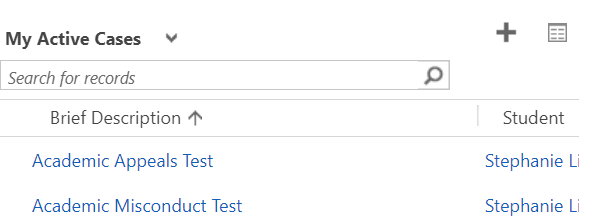 My Active Cases
Search for records
Brief Description Student
Academic Appeals Test Stephanie Li
Academic Misconduct Test Stephanie Li